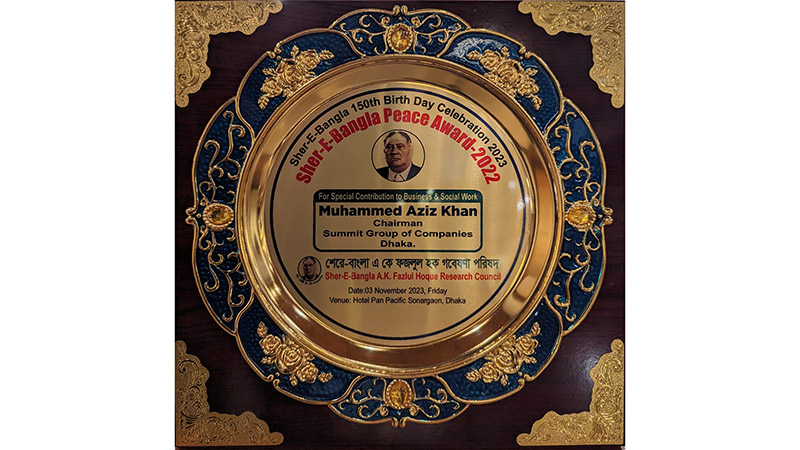 Sher-E-Bangla 150th Birth Day Celebration 2023
Sher-E-Bangla Peace Award-2022
For Special Contribution to Business & Social Work
Muhammed Aziz Khan
Chairman
Summit Group of Companies
Dhaka.
শেরে-বাংলা এ কে ফজলুল হক গবেষণা পরিষদ
Sher-E-Bangla A.K. Fazlul Hoque Research Council
Date:03 November 2023, Friday
Venue: Hotel Pan Pacific Sonargaon, Dhaka